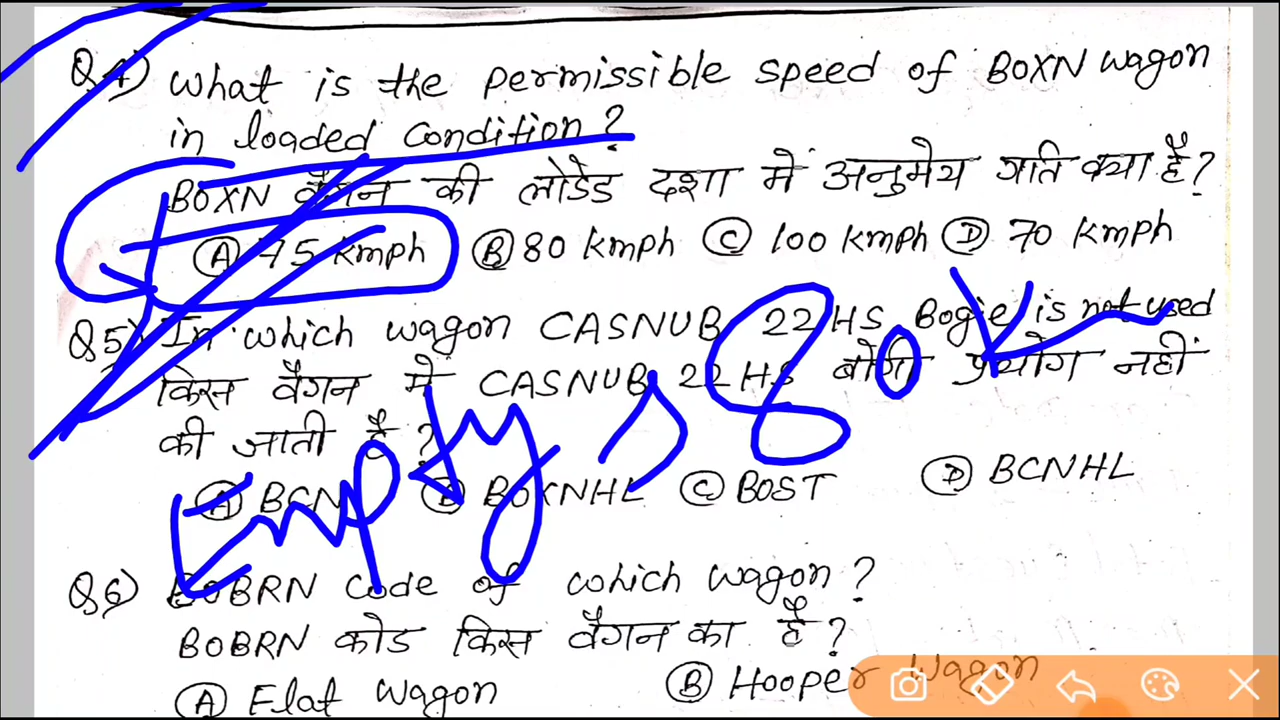 Q4) What is the permissible speed of BOXN wagon
in loaded condition?
BOXN वैगन की लोडेड दशा में अनुमेय गति क्या है?
Ⓐ 75 kmph Ⓑ 80 kmph Ⓒ 100 kmph Ⓓ 70 kmph
Q5) In which wagon CASNUB 22HS Bogie is not used
किस वैगन में CASNUB 22HS बोगी प्रयोग नहीं
की जाती है?
Ⓐ BCN Ⓑ BOXNHL Ⓒ BOST Ⓓ BCNHL
Empty 80
Q6) BOBRN code of which wagon?
BOBRN कोड किस वैगन का है?
Ⓐ Flat wagon Ⓑ Hooper wagon